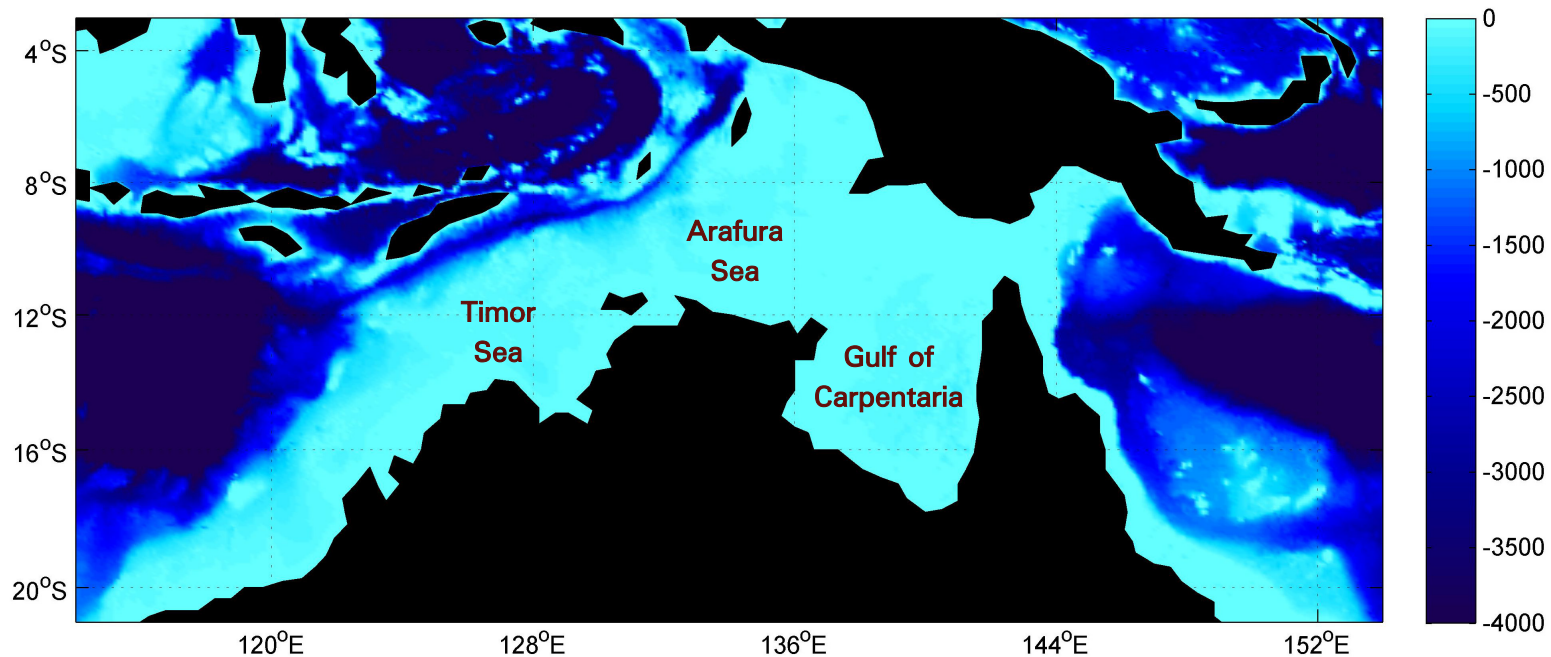 4°S
8°S
12°S
16°S
20°S
120°E
128°E
136°E
144°E
152°E
Arafura
Sea
Timor
Sea
Gulf of
Carpentaria
0
-500
-1000
-1500
-2000
-2500
-3000
-3500
-4000